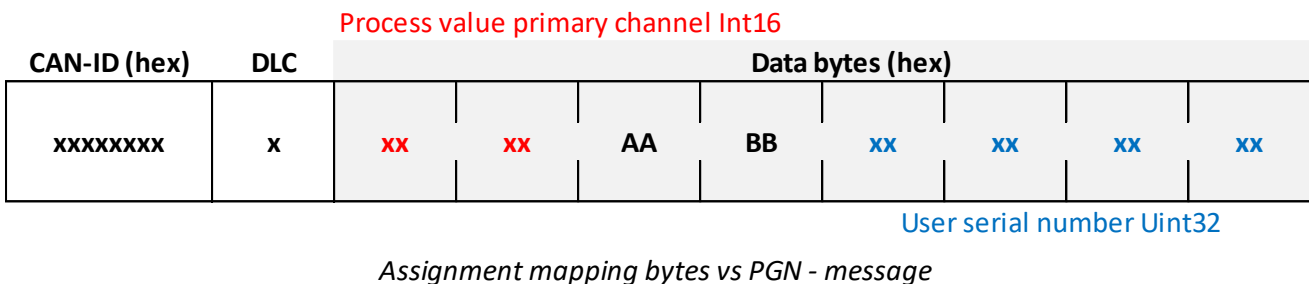 Process value primary channel Int16
CAN-ID (hex) DLC Data bytes (hex)
xxxxxxxx x xx xx AA BB xx xx xx xx
User serial number Uint32
Assignment mapping bytes vs PGN - message